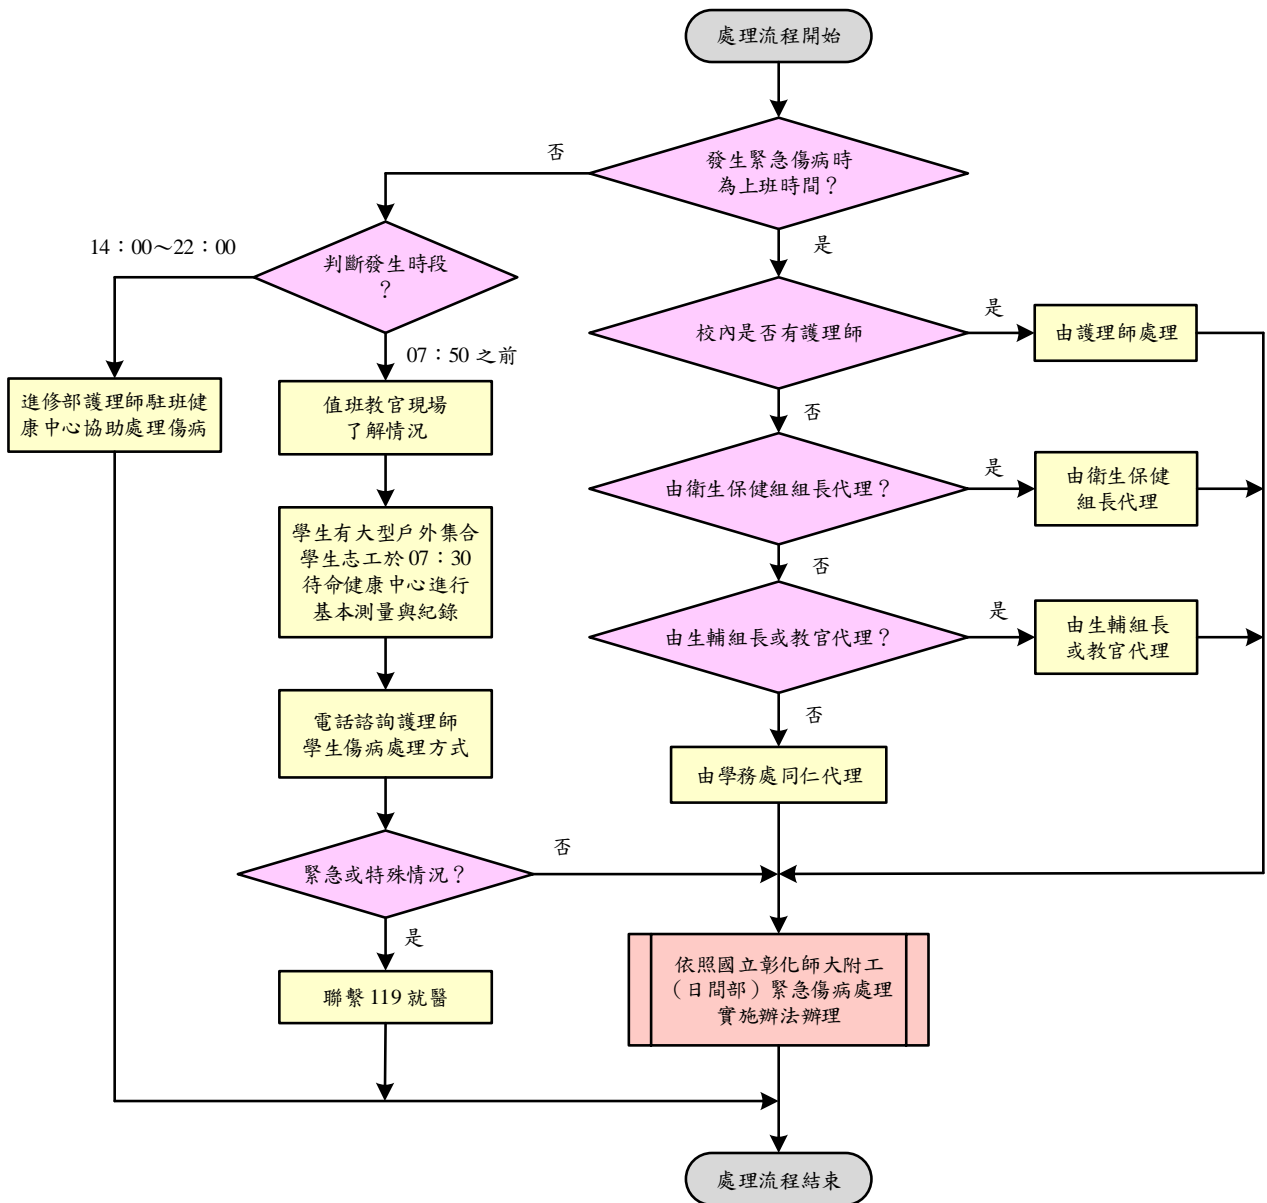 處理流程開始
發生緊急傷病時
為上班時間？
否
是
判斷發生時段
？
14：00～22：00
07：50 之前
校內是否有護理師
是
由護理師處理
否
進修部護理師駐班健
康中心協助處理傷病
值班教官現場
了解情況
由衛生保健組組長代理？
是
由衛生保健
組長代理
否
學生有大型戶外集合
學生志工於 07：30
待命健康中心進行
基本測量與紀錄
由生輔組長或教官代理？
是
由生輔組長
或教官代理
否
電話諮詢護理師
學生傷病處理方式
由學務處同仁代理
緊急或特殊情況？
否
是
聯繫 119 就醫
依照國立彰化師大附工
（日間部）緊急傷病處理
實施辦法辦理
處理流程結束